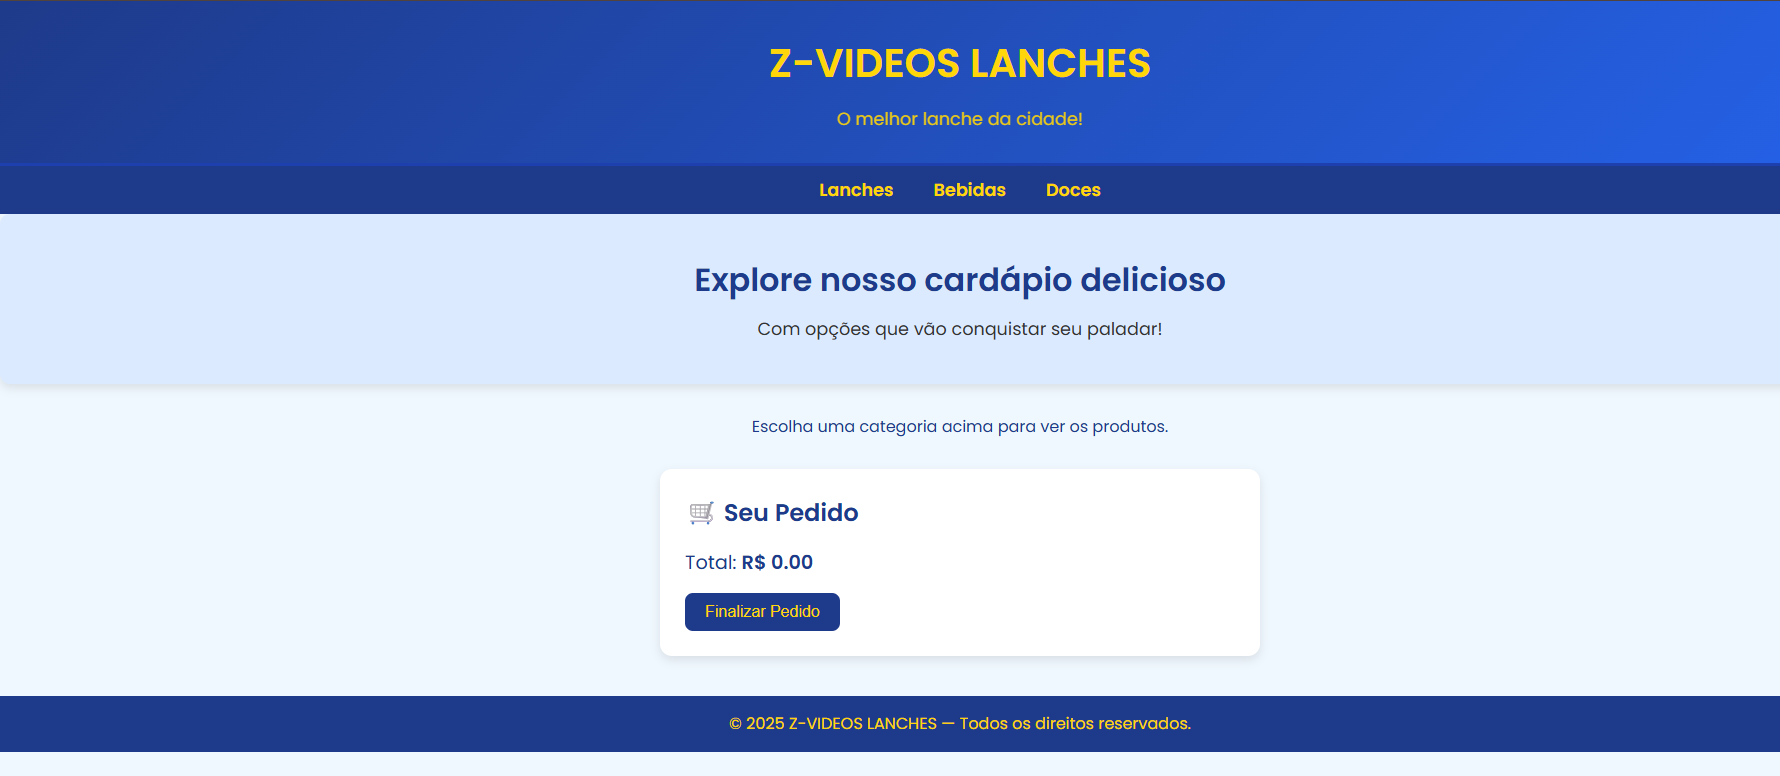 Z-VIDEOS LANCHES
O melhor lanche da cidade!
Lanches Bebidas Doces
Explore nosso cardápio delicioso
Com opções que vão conquistar seu paladar!
Escolha uma categoria acima para ver os produtos.
🛒 Seu Pedido
Total: R$ 0.00
Finalizar Pedido
© 2025 Z-VIDEOS LANCHES — Todos os direitos reservados.